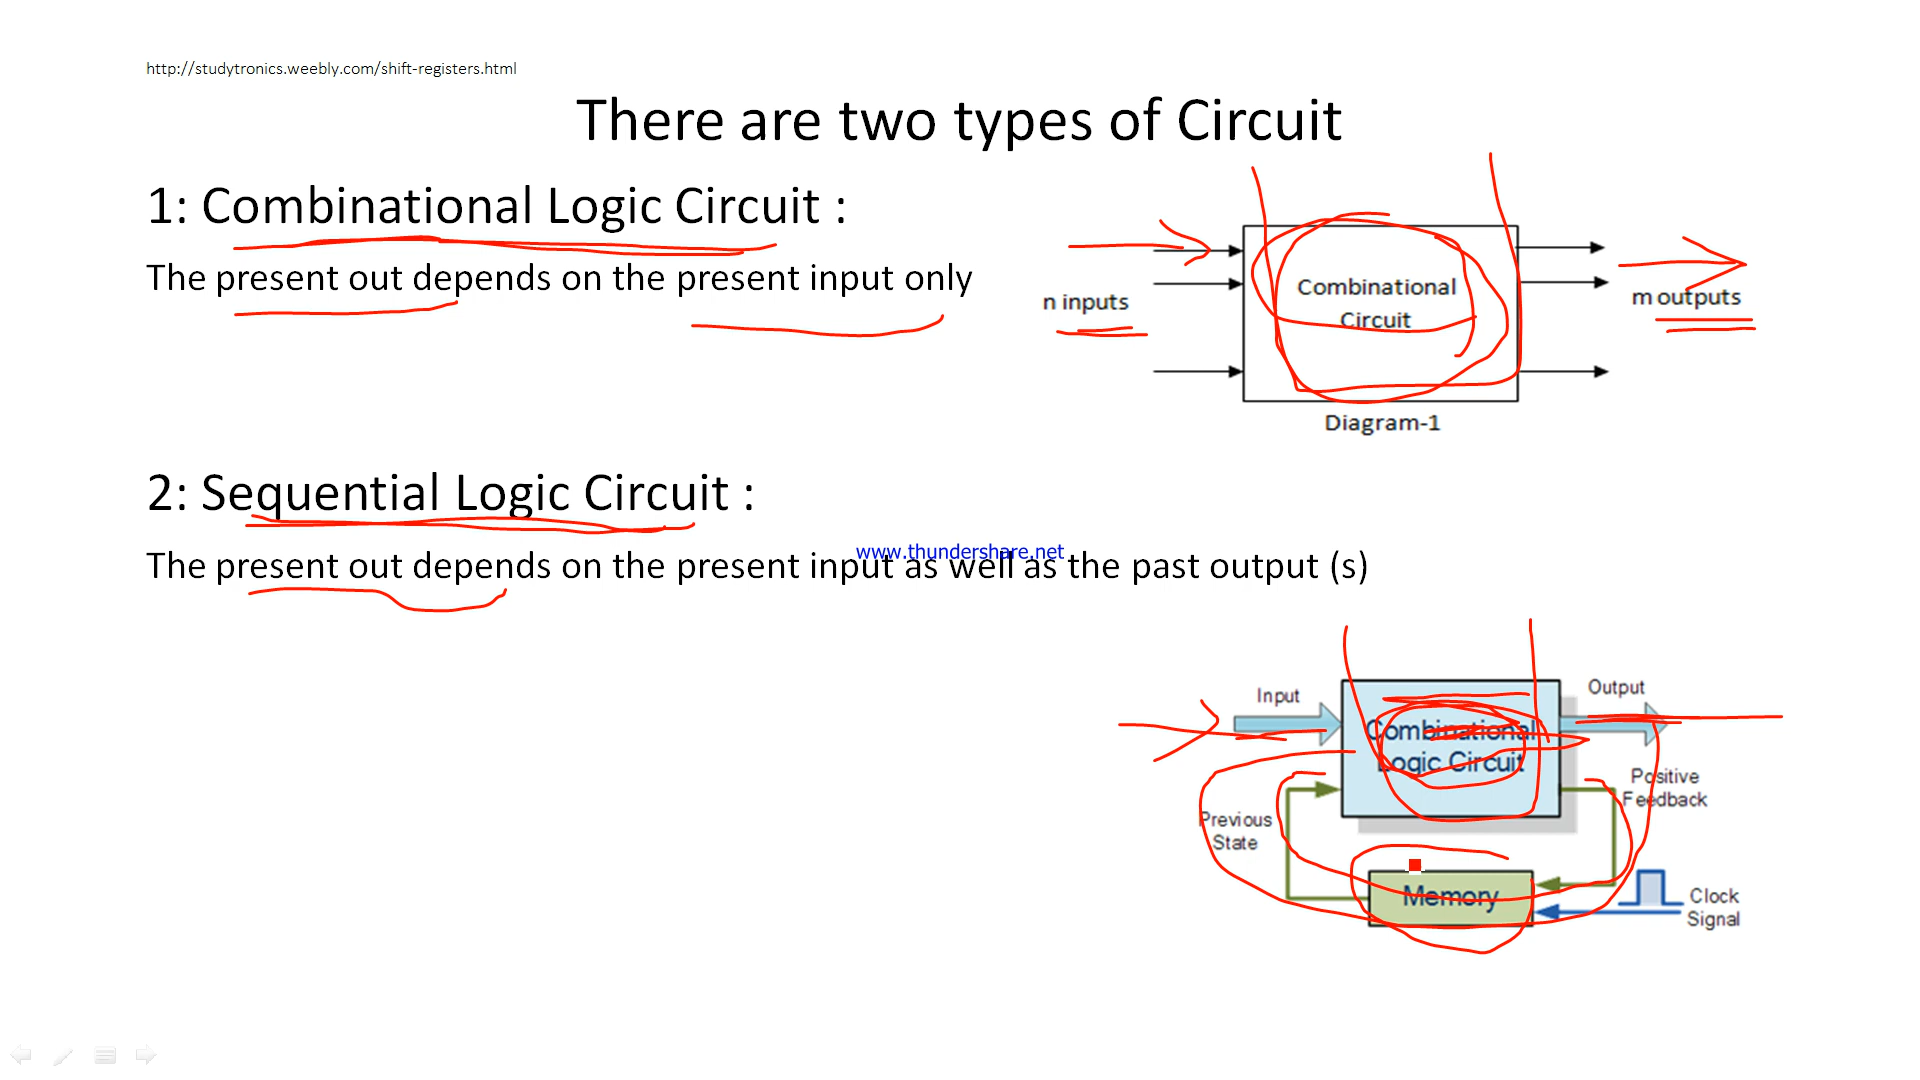 http://studytronics.weebly.com/shift-registers.html
There are two types of Circuit
1: Combinational Logic Circuit :
The present out depends on the present input only
n inputs
Combinational
Circuit
m outputs
Diagram-1
2: Sequential Logic Circuit :
www.thundershare.net
The present out depends on the present input as well as the past output (s)
Input
Output
Combinational
Logic Circuit
Positive
Feedback
Previous
State
Memory
Clock
Signal